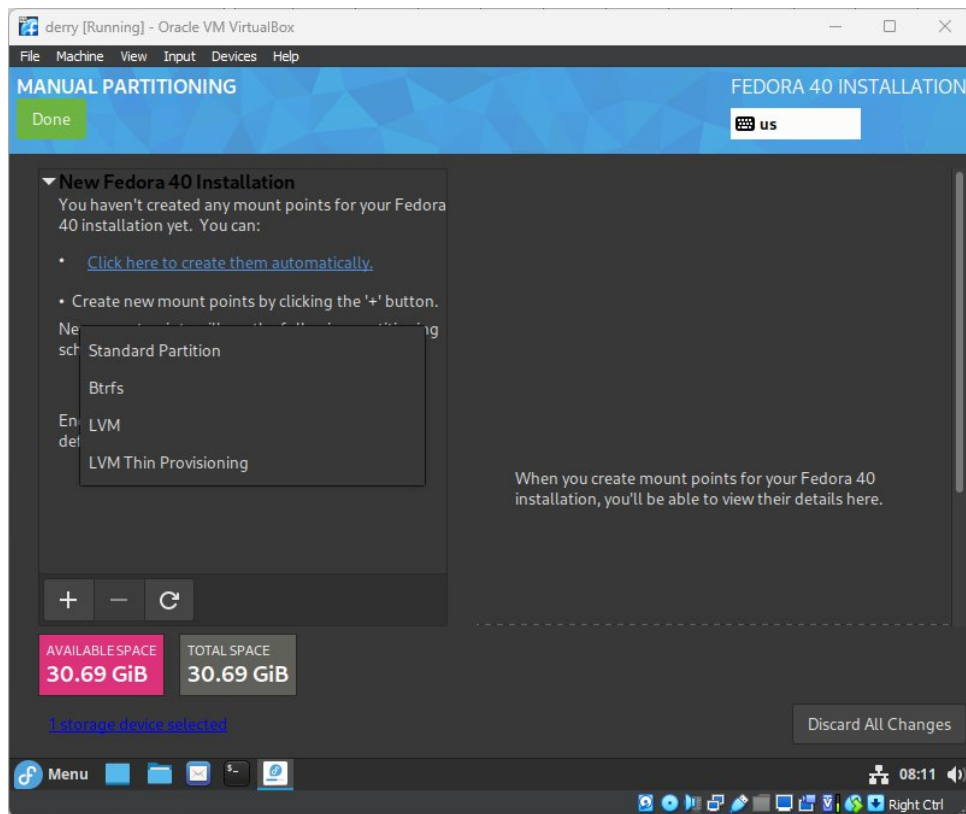 derry [Running] - Oracle VM VirtualBox
File Machine View Input Devices Help
MANUAL PARTITIONING
FEDORA 40 INSTALLATION
Done
us
New Fedora 40 Installation
You haven't created any mount points for your Fedora
40 installation yet. You can:
• Click here to create them automatically.
• Create new mount points by clicking the '+' button.
Standard Partition
Btrfs
LVM
LVM Thin Provisioning
When you create mount points for your Fedora 40
installation, you'll be able to view their details here.
AVAILABLE SPACE
30.69 GiB
TOTAL SPACE
30.69 GiB
1 storage device selected
Discard All Changes
Menu
08:11
Right Ctrl